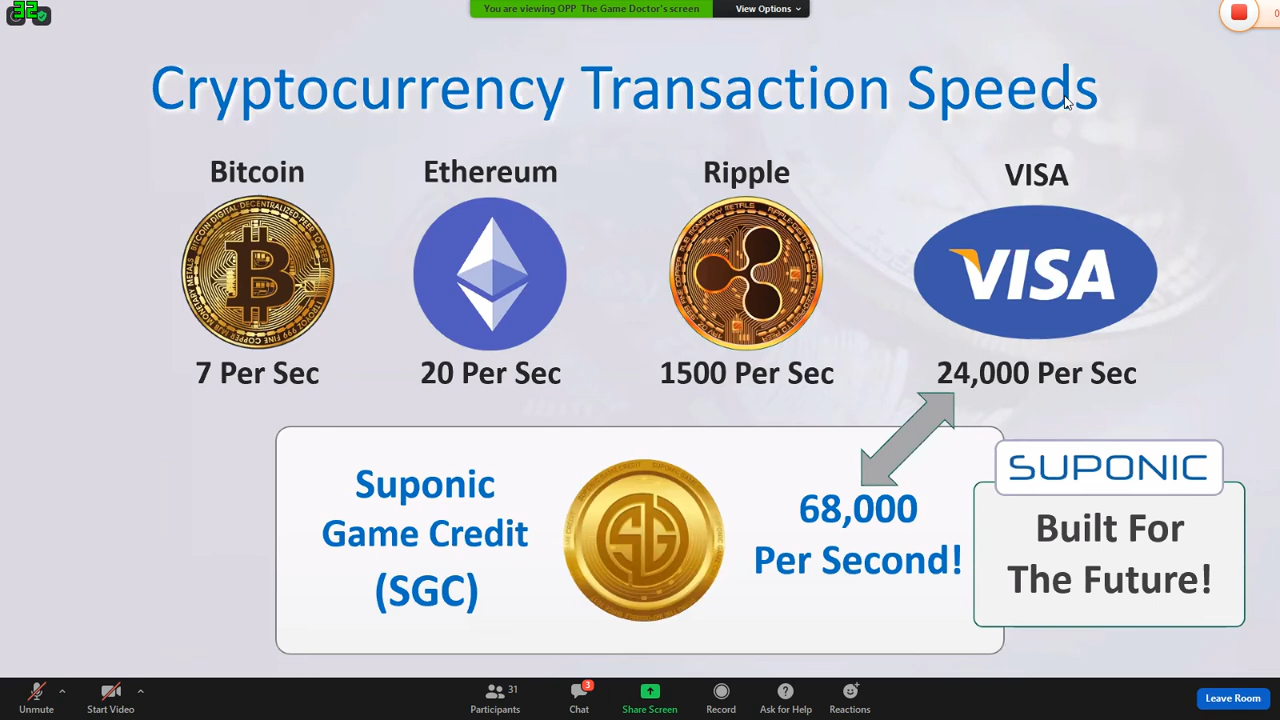 32
You are viewing OPP The Game Doctor's screen
View Options
Cryptocurrency Transaction Speeds
Bitcoin
Ethereum
Ripple
VISA
VISA
7 Per Sec
20 Per Sec
1500 Per Sec
24,000 Per Sec
Suponic
Game Credit
(SGC)
SG
68,000
Per Second!
SUPONIC
Built For
The Future!
Unmute
Start Video
Participants
31
Chat
3
Share Screen
Record
Ask for Help
Reactions
Leave Room